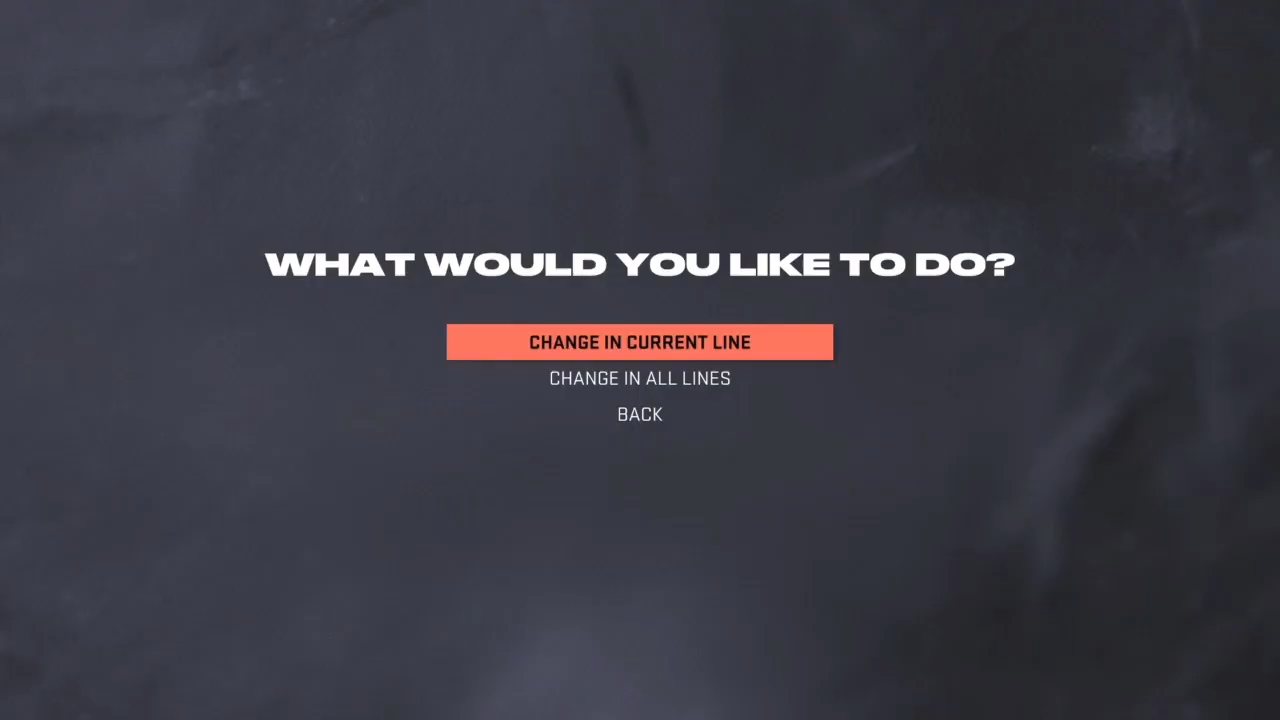 WHAT WOULD YOU LIKE TO DO?
CHANGE IN CURRENT LINE
CHANGE IN ALL LINES
BACK